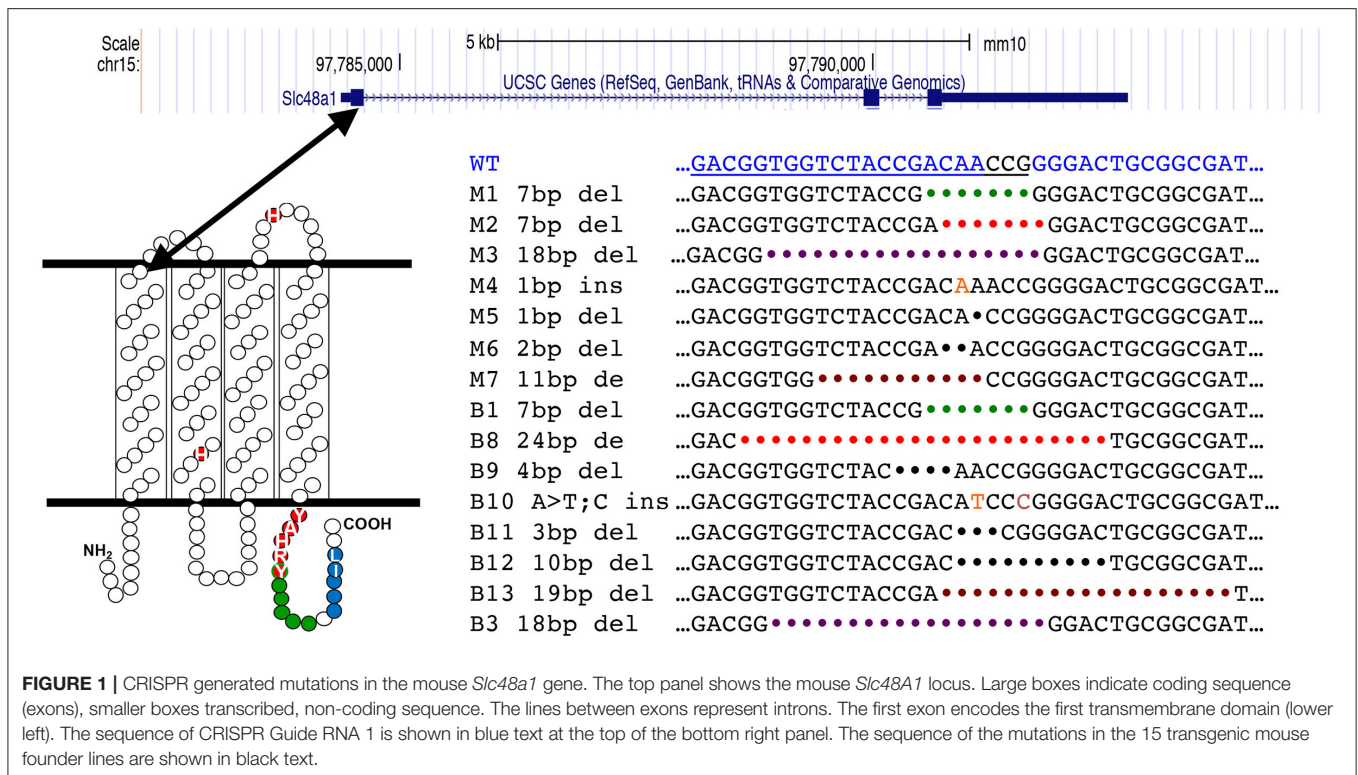 Scale
chr15:
5 kb
mm10
97,785,000
97,790,000
UCSC Genes (RefSeq, GenBank, tRNAs & Comparative Genomics)
Slc48a1
WT ...GACGGTGGTCTACCGACAACCGGGGACTGCGGCGAT...
M1 7bp del ...GACGGTGGTCTACCG•••••••GGGACTGCGGCGAT...
M2 7bp del ...GACGGTGGTCTACCGA•••••••GGACTGCGGCGAT...
M3 18bp del ...GACGG••••••••••••••••••GGACTGCGGCGAT...
M4 1bp ins ...GACGGTGGTCTACCGACAAACCGGGGACTGCGGCGAT...
M5 1bp del ...GACGGTGGTCTACCGACA•CCGGGGACTGCGGCGAT...
M6 2bp del ...GACGGTGGTCTACCGA••ACCGGGGACTGCGGCGAT...
M7 11bp de ...GACGGTGG•••••••••••CCGGGGACTGCGGCGAT...
B1 7bp del ...GACGGTGGTCTACCG•••••••GGGACTGCGGCGAT...
B8 24bp de ...GAC••••••••••••••••••••••••TGCGGCGAT...
B9 4bp del ...GACGGTGGTCTAC••••AACCGGGGACTGCGGCGAT...
B10 A>T;C ins ...GACGGTGGTCTACCGACATCCCGGGGACTGCGGCGAT...
B11 3bp del ...GACGGTGGTCTACCGAC•••CGGGGACTGCGGCGAT...
B12 10bp del ...GACGGTGGTCTACCGAC••••••••••TGCGGCGAT...
B13 19bp del ...GACGGTGGTCTACCGA•••••••••••••••••••T...
B3 18bp del ...GACGG••••••••••••••••••GGACTGCGGCGAT...
H
H
NH2
Y
A
H
R
Y
COOH
L
I
FIGURE 1 | CRISPR generated mutations in the mouse Slc48a1 gene. The top panel shows the mouse Slc48A1 locus. Large boxes indicate coding sequence
(exons), smaller boxes transcribed, non-coding sequence. The lines between exons represent introns. The first exon encodes the first transmembrane domain (lower
left). The sequence of CRISPR Guide RNA 1 is shown in blue text at the top of the bottom right panel. The sequence of the mutations in the 15 transgenic mouse
founder lines are shown in black text.